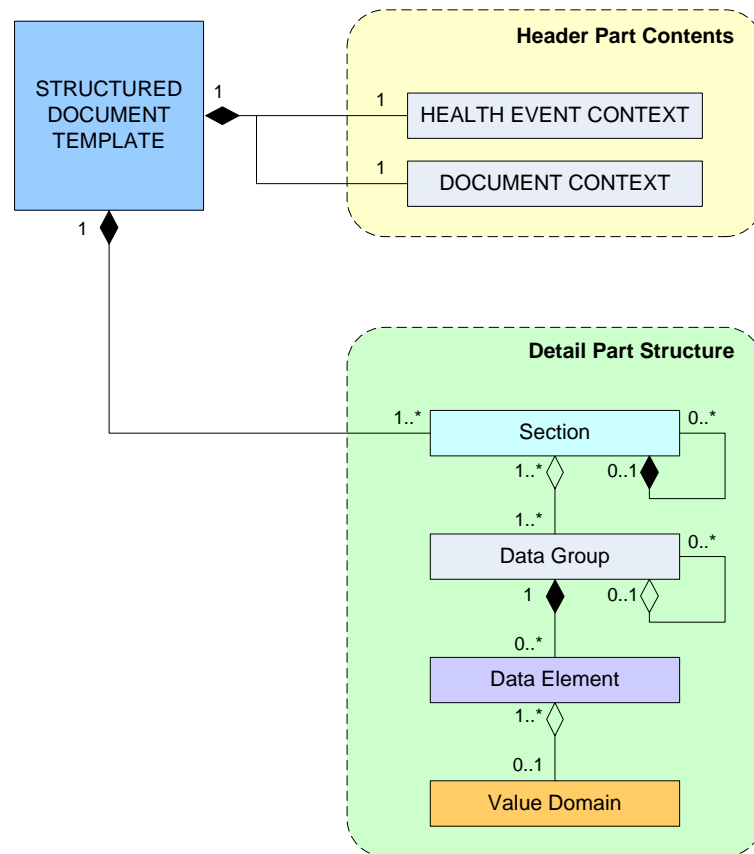 Header Part Contents
STRUCTURED
DOCUMENT
TEMPLATE
1
1
HEALTH EVENT CONTEXT
1
DOCUMENT CONTEXT
1
Detail Part Structure
1..*
Section
0..*
1..*
0..1
1..*
Data Group
0..*
1
0..1
0..*
Data Element
1..*
0..1
Value Domain